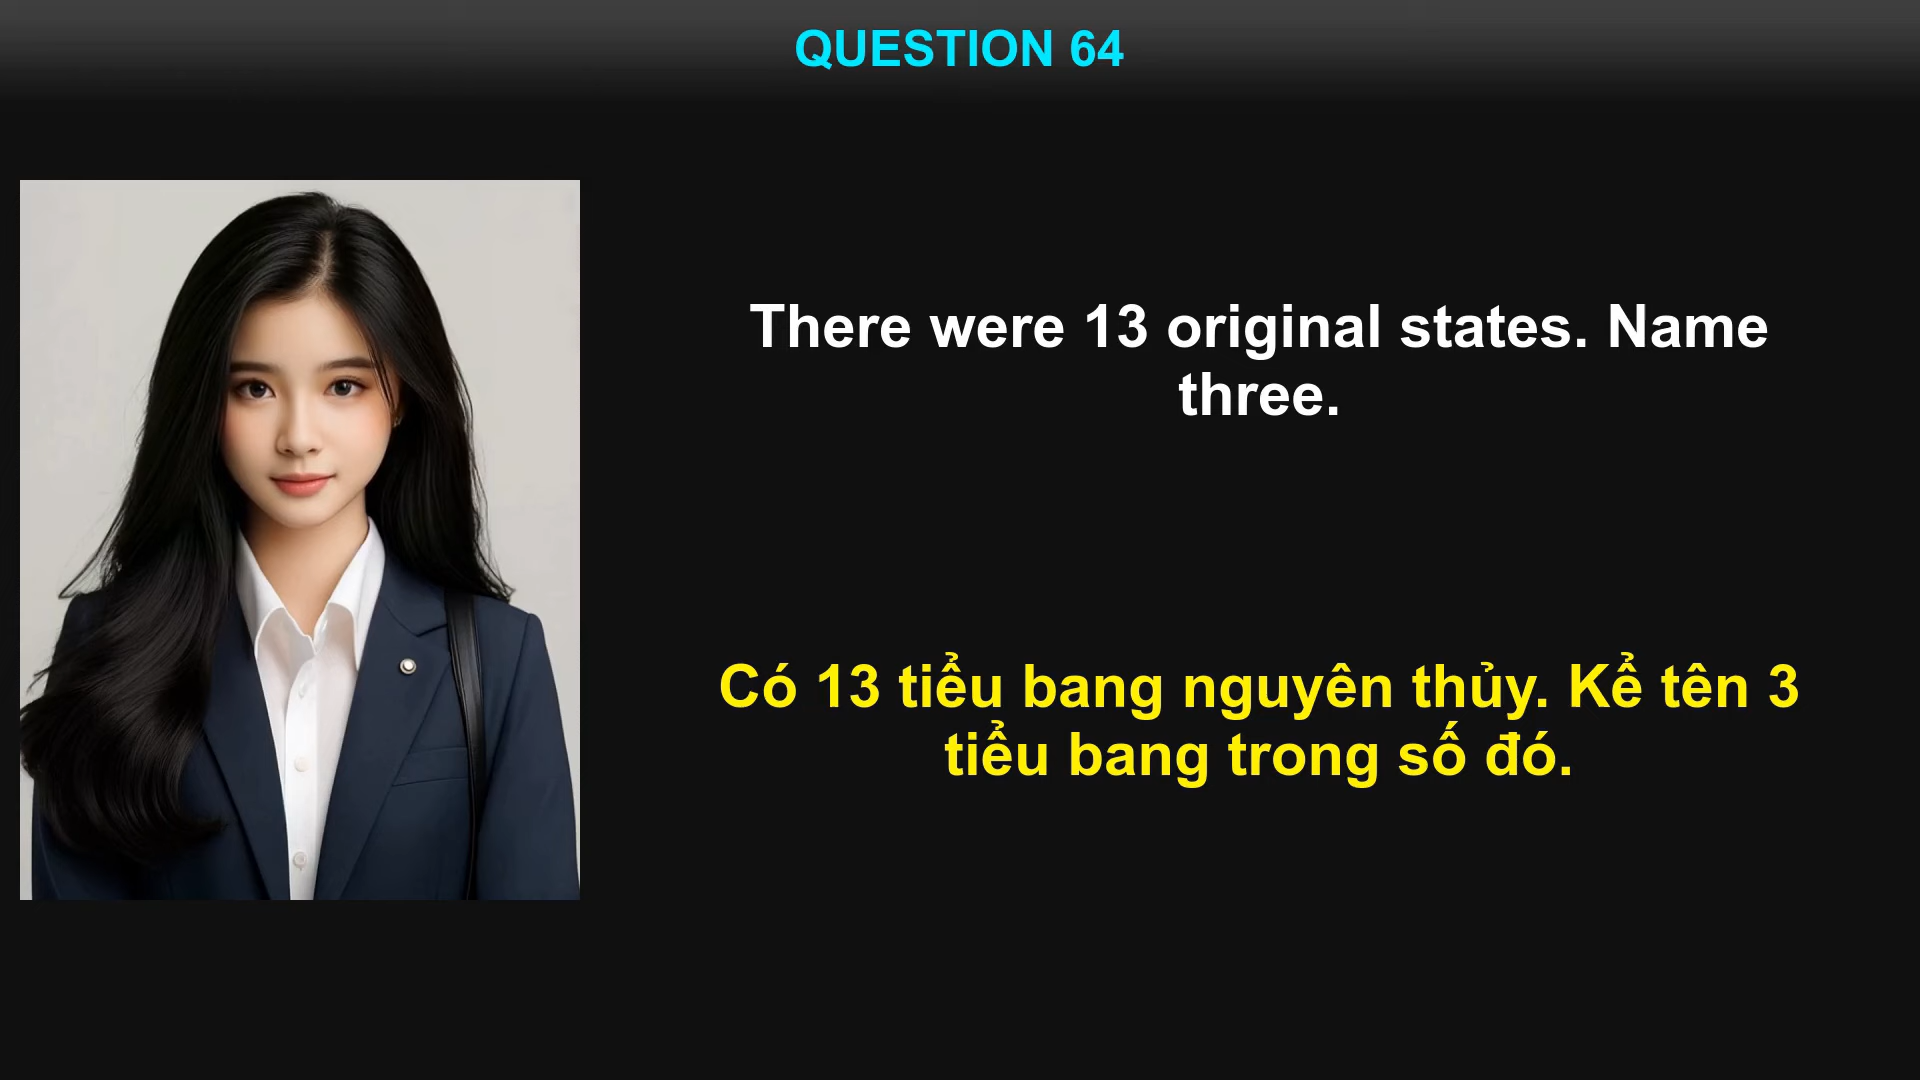 QUESTION 64
There were 13 original states. Name
three.
Có 13 tiểu bang nguyên thủy. Kể tên 3
tiểu bang trong số đó.